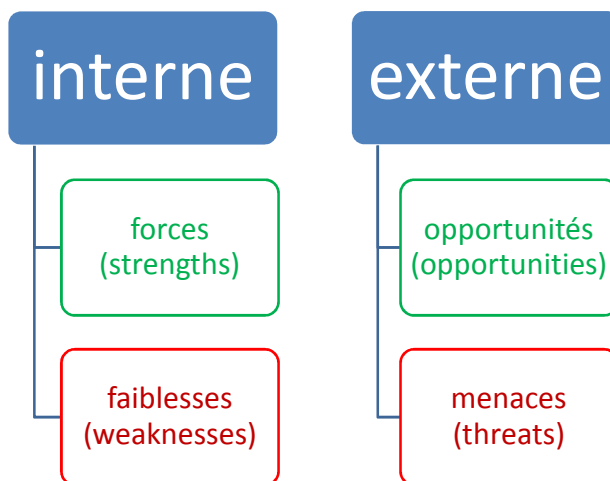 interne
forces
(strengths)
faiblesses
(weaknesses)
externe
opportunités
(opportunities)
menaces
(threats)